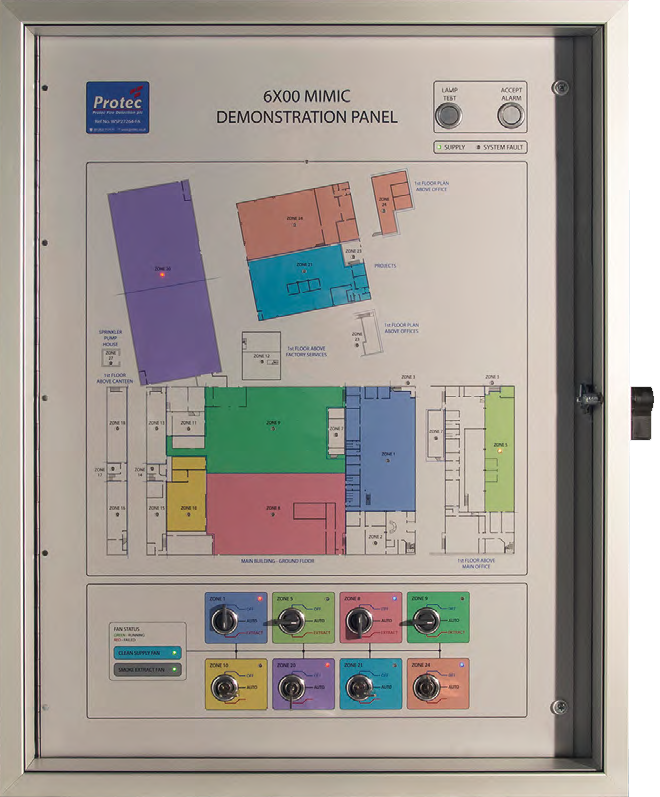 6X00 MIMIC
DEMONSTRATION PANEL
Protec
Protec Fire Detection plc
LAMP
TEST
ACCEPT
ALARM
SUPPLY
SYSTEM FAULT
1st FLOOR PLAN
ABOVE OFFICE
ZONE
24
ZONE 24
ZONE 23
ZONE 20
ZONE 21
PROJECTS
1st FLOOR PLAN
ABOVE OFFICES
ZONE
23
SPRINKLER
PUMP
HOUSE
ZONE
27
1st FLOOR ABOVE
FACTORY SERVICES
ZONE 12
1st FLOOR
ABOVE CANTEEN
ZONE 3
ZONE 5
ZONE 18
ZONE 13
ZONE 11
ZONE 9
ZONE 7
ZONE 1
ZONE 5
ZONE
17
ZONE
14
ZONE 16
ZONE 15
ZONE 10
ZONE 8
ZONE 2
MAIN BUILDING - GROUND FLOOR
1st FLOOR ABOVE
MAIN OFFICE
ZONE 1
OFF
AUTO
EXTRACT
ZONE 5
OFF
AUTO
EXTRACT
ZONE 8
OFF
AUTO
EXTRACT
ZONE 9
OFF
AUTO
EXTRACT
FAN STATUS
GREEN - RUNNING
RED - FAILED
CLEAN SUPPLY FAN
SMOKE EXTRACT FAN
ZONE 10
OFF
AUTO
ZONE 20
OFF
AUTO
ZONE 21
OFF
AUTO
ZONE 24
OFF
AUTO